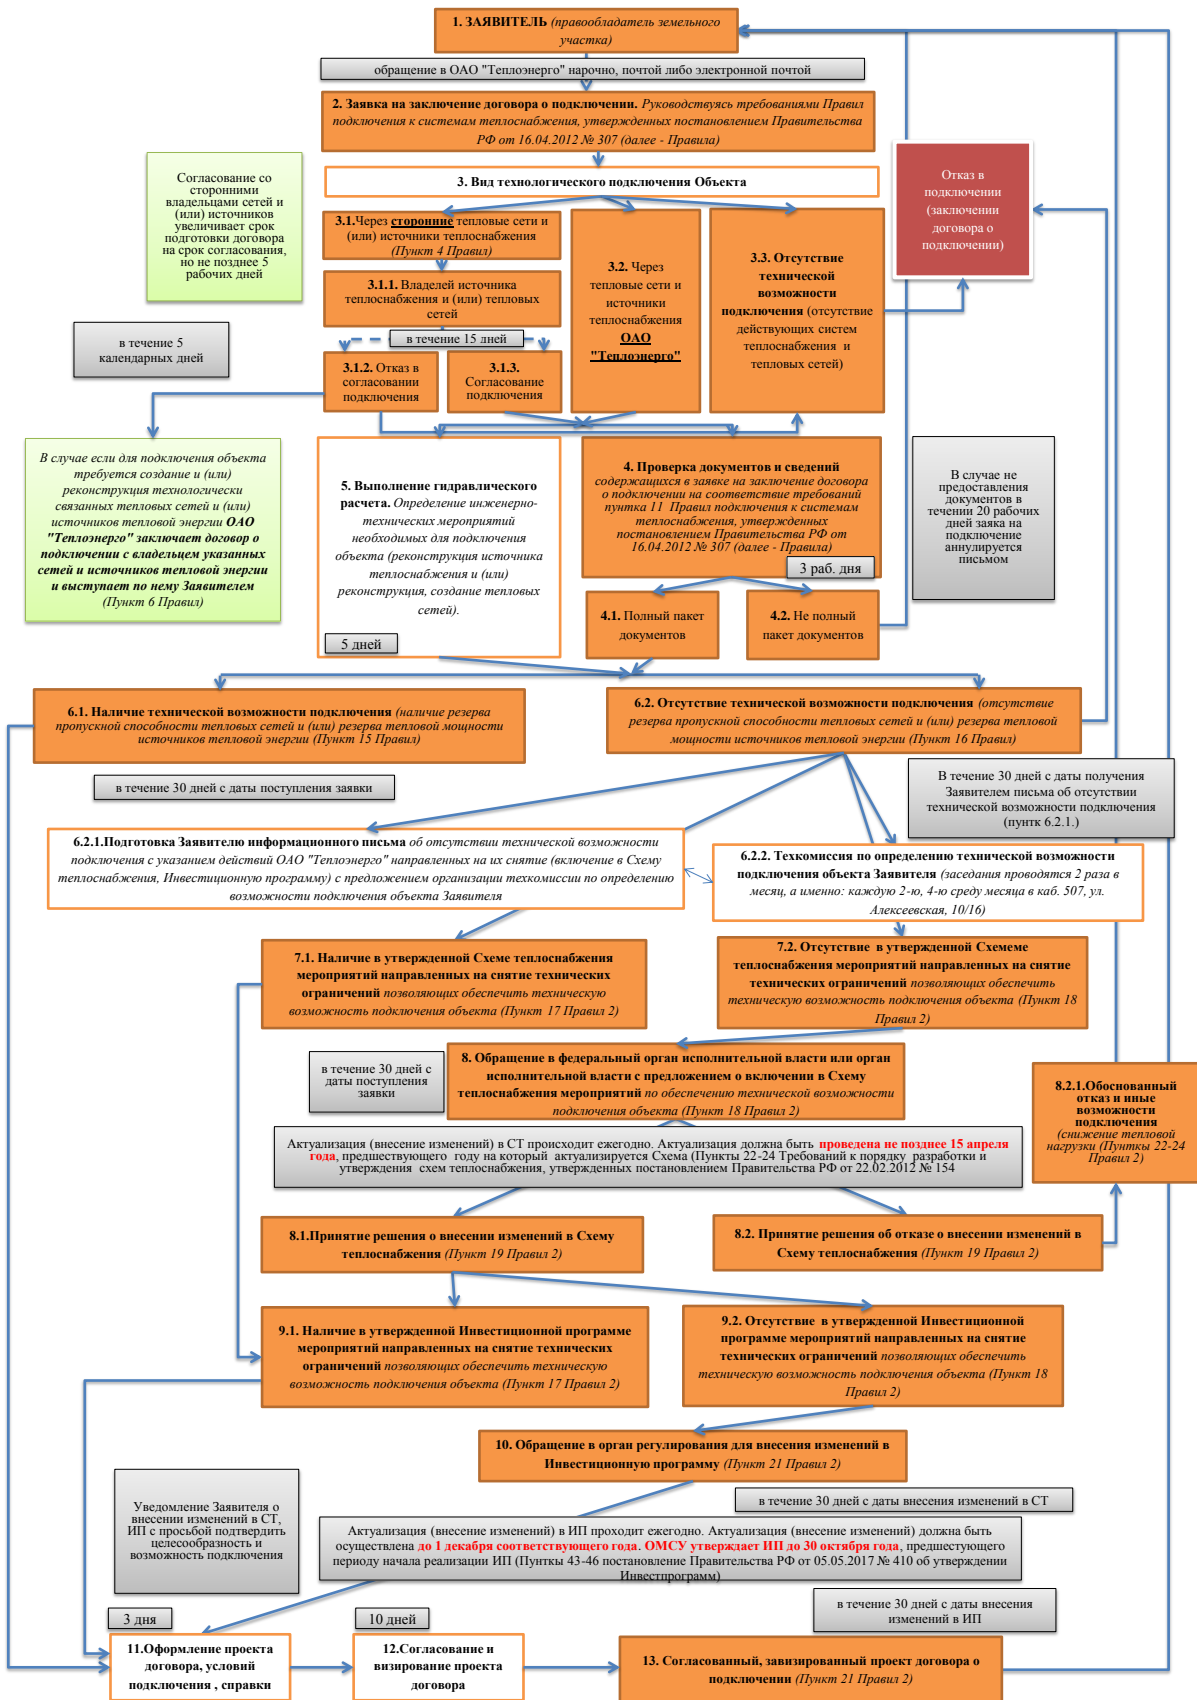 1. ЗАЯВИТЕЛЬ (правообладатель земельного
участка)
обращение в ОАО "Теплоэнерго" нарочно, почтой либо электронной почтой
2. Заявка на заключение договора о подключении. Руководствуясь требованиями Правил
подключения к системам теплоснабжения, утвержденных постановлением Правительства
РФ от 16.04.2012 № 307 (далее - Правила)
Согласование со
сторонними
владельцами сетей и
(или) источников
увеличивает срок
подготовки договора
на срок согласования,
но не позднее 5
рабочих дней
3. Вид технологического подключения Объекта
Отказ в
подключении
(заключении
договора о
подключении)
3.1.Через сторонние тепловые сети и
(или) источники теплоснабжения
(Пункт 4 Правил)
3.1.1. Владелей источника
теплоснабжения и (или) тепловых
сетей
3.2. Через
тепловые сети и
источники
теплоснабжения
ОАО
"Теплоэнерго"
3.3. Отсутствие
технической
возможности
подключения (отсутствие
действующих систем
теплоснабжения и
тепловых сетей)
в течение 5
календарных дней
в течение 15 дней
3.1.2. Отказ в
согласовании
подключения
3.1.3.
Согласование
подключения
В случае если для подключения объекта
требуется создание и (или)
реконструкция технологически
связанных тепловых сетей и (или)
источников тепловой энергии ОАО
"Теплоэнерго" заключает договор о
подключении с владельцем указанных
сетей и источников тепловой энергии
и выступает по нему Заявителем
(Пункт 6 Правил)
5. Выполнение гидравлического
расчета. Определение инженерно-
технических мероприятий
необходимых для подключения
объекта (реконструкция источника
теплоснабжения и (или)
реконструкция, создание тепловых
сетей).
5 дней
4. Проверка документов и сведений
содержащихся в заявке на заключение договора
о подключении на соответствие требований
пунтка 11 Правил подключения к системам
теплоснабжения, утвержденных
постановлением Правительства РФ от
16.04.2012 № 307 (далее - Правила)
3 раб. дня
4.1. Полный пакет
документов
4.2. Не полный
пакет документов
В случае не
предоставления
документов в
течении 20 рабочих
дней заяка на
подключение
аннулируется
письмом
6.1. Наличие технической возможности подключения (наличие резерва
пропускной способности тепловых сетей и (или) резерва тепловой мощности
источников тепловой энергии (Пункт 15 Правил)
6.2. Отсутствие технической возможности подключения (отсутствие
резерва пропускной способности тепловых сетей и (или) резерва тепловой
мощности источников тепловой энергии (Пункт 16 Правил)
в течение 30 дней с даты поступления заявки
В течение 30 дней с даты получения
Заявителем письма об отсутствии
технической возможности подключения
(пунтк 6.2.1.)
6.2.1.Подготовка Заявителю информационного письма об отсутствии технической возможности
подключения с указанием действий ОАО "Теплоэнерго" направленных на их снятие (включение в Схему
теплоснабжения, Инвестиционную программу) с предложением организации техкомиссии по определению
возможности подключения объекта Заявителя
6.2.2. Техкомиссия по определению технической возможности
подключения объекта Заявителя (заседания проводятся 2 раза в
месяц, а именно: каждую 2-ю, 4-ю среду месяца в каб. 507, ул.
Алексеевская, 10/16)
7.1. Наличие в утвержденной Схеме теплоснабжения
мероприятий направленных на снятие технических
ограничений позволяющих обеспечить техническую
возможность подключения объекта (Пункт 17 Правил 2)
7.2. Отсутствие в утвержденной Схемеме
теплоснабжения мероприятий направленных на снятие
технических ограничений позволяющих обеспечить
техническую возможность подключения объекта (Пункт 18
Правил 2)
в течение 30 дней с
даты поступления
заявки
8. Обращение в федеральный орган исполнительной власти или орган
исполнительной власти с предложением о включении в Схему
теплоснабжения мероприятий по обеспечению технической возможности
подключения объекта (Пункт 18 Правил 2)
8.2.1.Обоснованный
отказ и иные
возможности
подключения
(снижение тепловой
нагрузки (Пунткы 22-24
Правил 2)
Актуализация (внесение изменений) в СТ происходит ежегодно. Актуализация должна быть проведена не позднее 15 апреля
года, предшествующего году на который актуализируется Схема (Пункты 22-24 Требований к порядку разработки и
утверждения схем теплоснабжения, утвержденных постановлением Правительства РФ от 22.02.2012 № 154
8.1.Принятие решения о внесении изменений в Схему
теплоснабжения (Пункт 19 Правил 2)
8.2. Принятие решения об отказе о внесении изменений в
Схему теплоснабжения (Пункт 19 Правил 2)
9.1. Наличие в утвержденной Инвестиционной программе
мероприятий направленных на снятие технических
ограничений позволяющих обеспечить техническую
возможность подключения объекта (Пункт 17 Правил 2)
9.2. Отсутствие в утвержденной Инвестиционной
программе мероприятий направленных на снятие
технических ограничений позволяющих обеспечить
техническую возможность подключения объекта (Пункт 18
Правил 2)
10. Обращение в орган регулирования для внесения изменений в
Инвестиционную программу (Пункт 21 Правил 2)
Уведомление Заявителя о
внесении изменений в СТ,
ИП с просьбой подтвердить
целесообразность и
возможность подключения
в течение 30 дней с даты внесения изменений в СТ
Актуализация (внесение изменений) в ИП проходит ежегодно. Актуализация (внесение изменений) должна быть
осуществлена до 1 декабря соответствующего года. ОМСУ утверждает ИП до 30 октября года, предшестующего
периоду начала реализации ИП (Пунткы 43-46 постановление Правительства РФ от 05.05.2017 № 410 об утверждении
Инвестпрограмм)
в течение 30 дней с даты внесения
изменений в ИП
3 дня
10 дней
11.Оформление проекта
договора, условий
подключения , справки
12.Согласование и
визирование проекта
договора
13. Согласованный, завизированный проект договора о
подключении (Пункт 21 Правил 2)